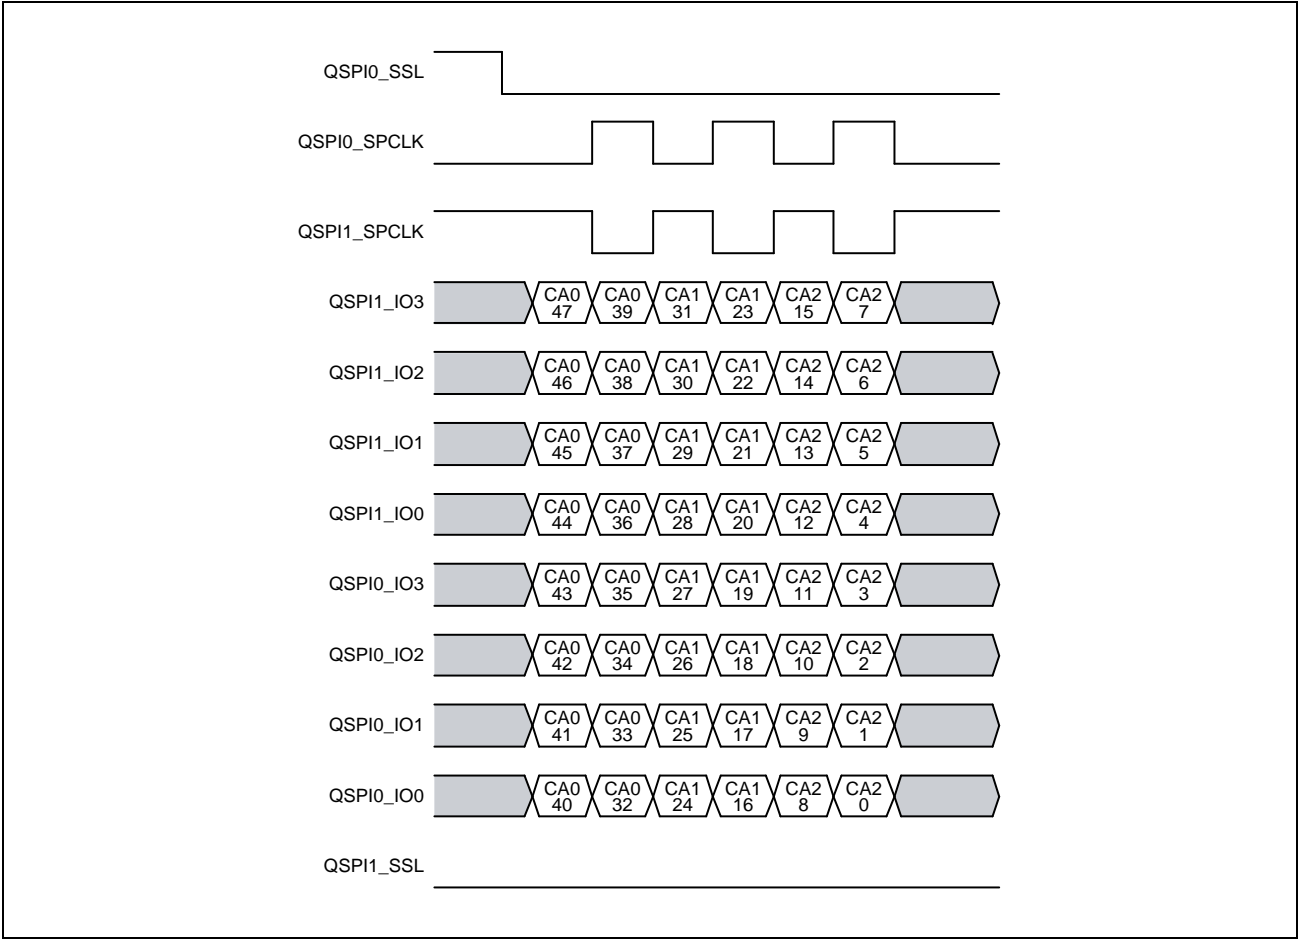 QSPI0_SSL
QSPI0_SPCLK
QSPI1_SPCLK
QSPI1_IO3 CA0 CA0 CA1 CA1 CA2 CA2
47 39 31 23 15 7
QSPI1_IO2 CA0 CA0 CA1 CA1 CA2 CA2
46 38 30 22 14 6
QSPI1_IO1 CA0 CA0 CA1 CA1 CA2 CA2
45 37 29 21 13 5
QSPI1_IO0 CA0 CA0 CA1 CA1 CA2 CA2
44 36 28 20 12 4
QSPI0_IO3 CA0 CA0 CA1 CA1 CA2 CA2
43 35 27 19 11 3
QSPI0_IO2 CA0 CA0 CA1 CA1 CA2 CA2
42 34 26 18 10 2
QSPI0_IO1 CA0 CA0 CA1 CA1 CA2 CA2
41 33 25 17 9 1
QSPI0_IO0 CA0 CA0 CA1 CA1 CA2 CA2
40 32 24 16 8 0
QSPI1_SSL